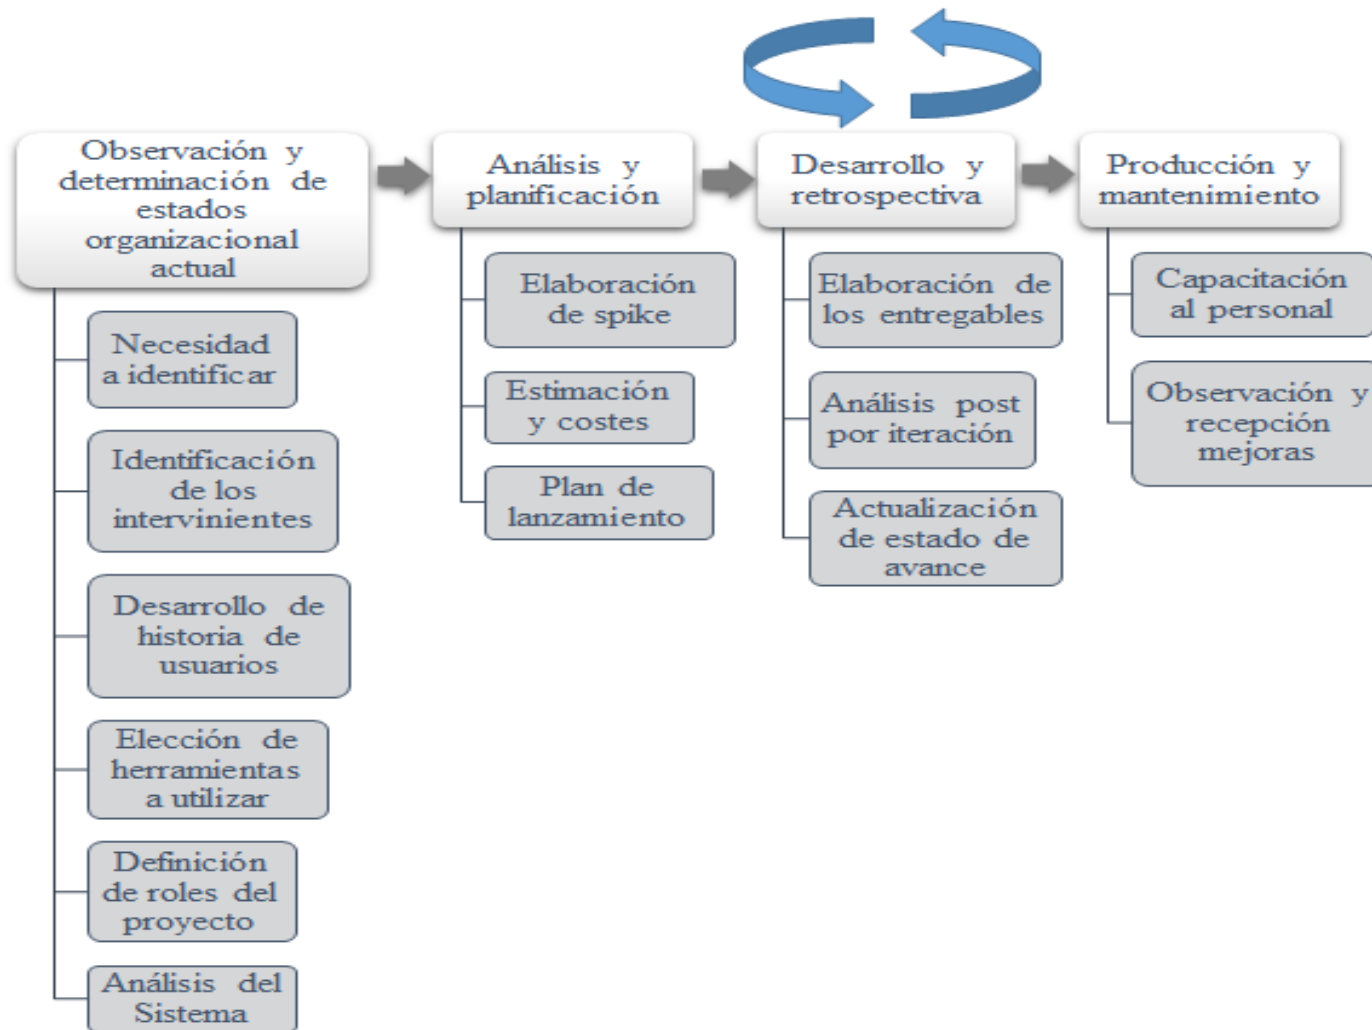 Observación y
determinación de
estados
organizacional
actual
Necesidad
a identificar
Identificación
de los
intervinientes
Desarrollo de
historia de
usuarios
Elección de
herramientas
a utilizar
Definición
de roles del
proyecto
Análisis del
Sistema
Análisis y
planificación
Elaboración
de spike
Estimación
y costes
Plan de
lanzamiento
Desarrollo y
retrospectiva
Elaboración de
los entregables
Análisis post
por iteración
Actualización
de estado de
avance
Producción y
mantenimiento
Capacitación
al personal
Observación y
recepción
mejoras